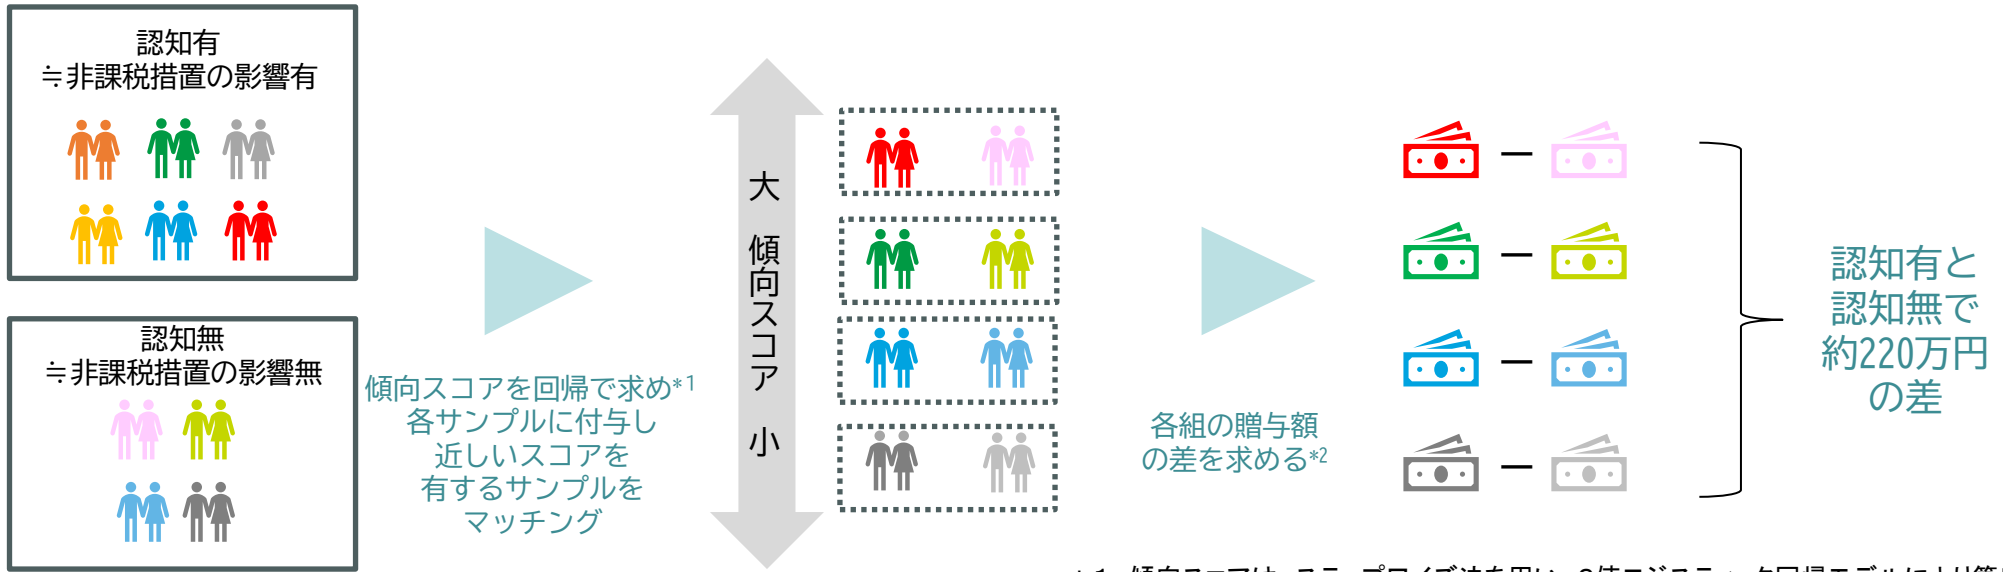 認知有
≒非課税措置の影響有
認知無
≒非課税措置の影響無
傾向スコアを回帰で求め*1
各サンプルに付与し
近しいスコアを
有するサンプルを
マッチング
大 傾向スコア 小
各組の贈与額
の差を求める*2
認知有と
認知無で
約220万円
の差